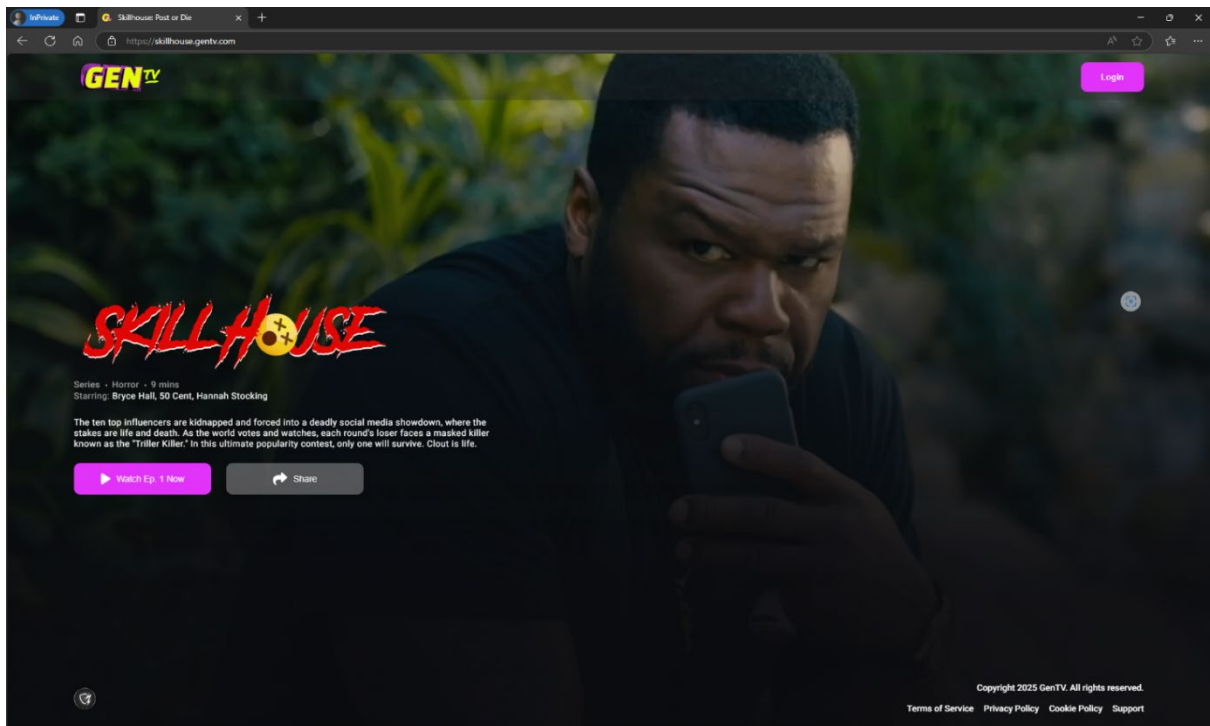 InPrivate
Skillhouse: Post or Die
https://skillhouse.gentv.com
GEN TV
Login
SKILLHOUSE
Series • Horror • 9 mins
Starring: Bryce Hall, 50 Cent, Hannah Stocking
The ten top influencers are kidnapped and forced into a deadly social media showdown, where the
stakes are life and death. As the world votes and watches, each round's loser faces a masked killer
known as the "Triller Killer." In this ultimate popularity contest, only one will survive. Clout is life.
Watch Ep. 1 Now
Share
Copyright 2025 GenTV. All rights reserved.
Terms of Service Privacy Policy Cookie Policy Support